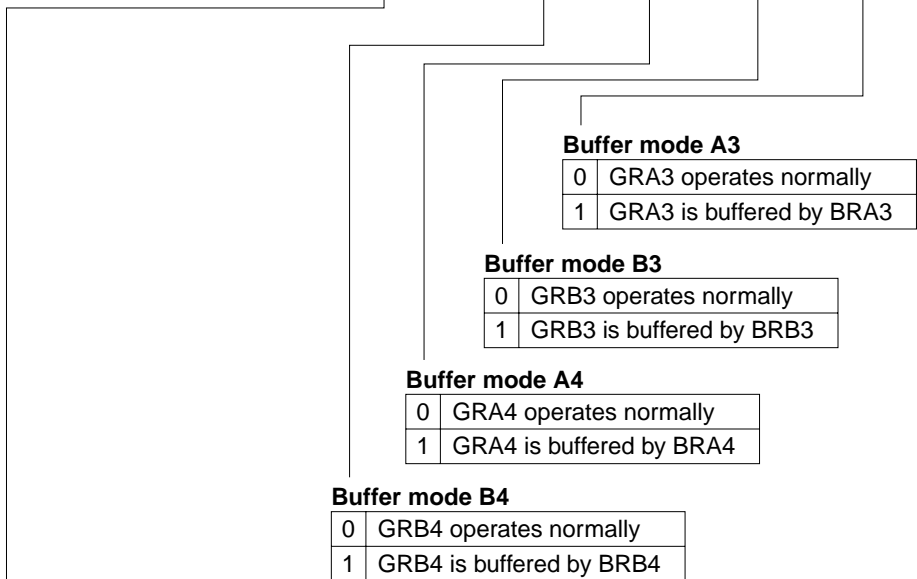 Buffer mode A3
0 GRA3 operates normally
1 GRA3 is buffered by BRA3
Buffer mode B3
0 GRB3 operates normally
1 GRB3 is buffered by BRB3
Buffer mode A4
0 GRA4 operates normally
1 GRA4 is buffered by BRA4
Buffer mode B4
0 GRB4 operates normally
1 GRB4 is buffered by BRB4